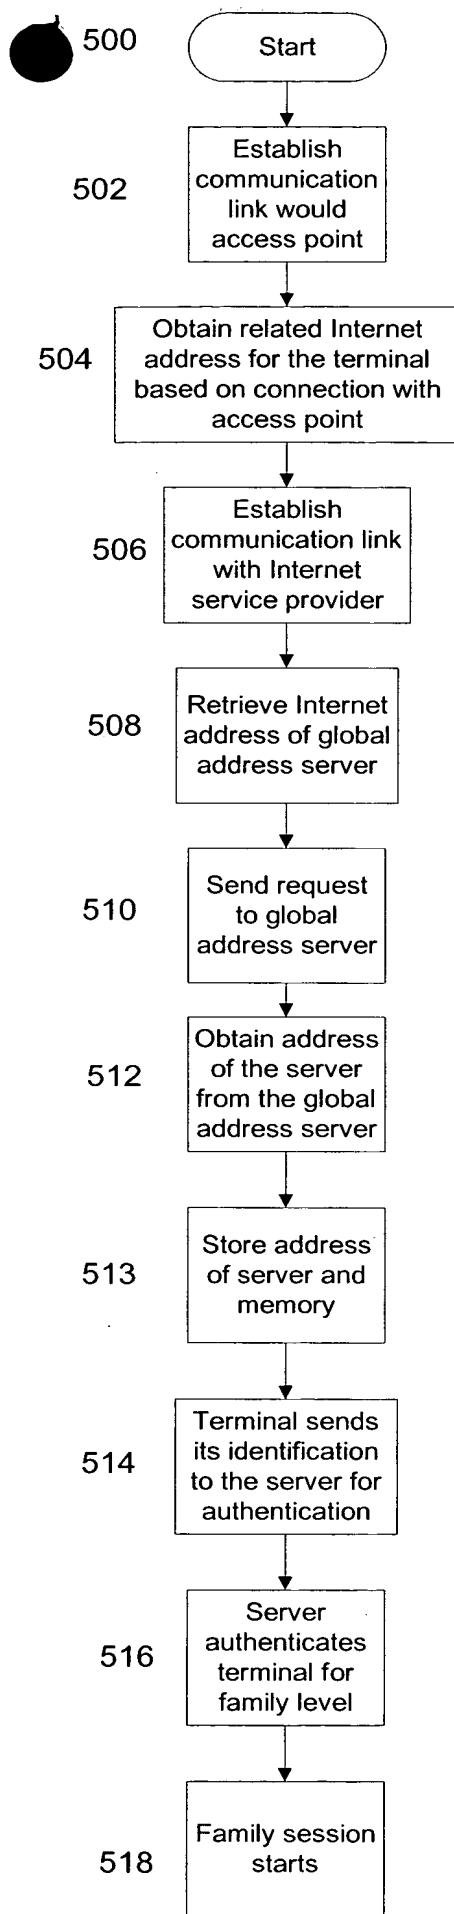 500
Start
502
Establish
communication
link would
access point
504
Obtain related Internet
address for the terminal
based on connection with
access point
506
Establish
communication link
with Internet
service provider
508
Retrieve Internet
address of global
address server
510
Send request
to global
address server
512
Obtain address
of the server
from the global
address server
513
Store address
of server and
memory
514
Terminal sends
its identification
to the server for
authentication
516
Server
authenticates
terminal for
family level
518
Family session
starts